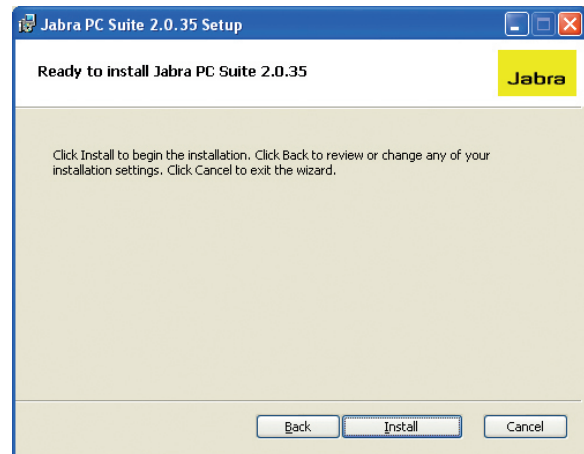 Jabra PC Suite 2.0.35 Setup
Ready to install Jabra PC Suite 2.0.35
Jabra
Click Install to begin the installation. Click Back to review or change any of your
installation settings. Click Cancel to exit the wizard.
Back Install Cancel